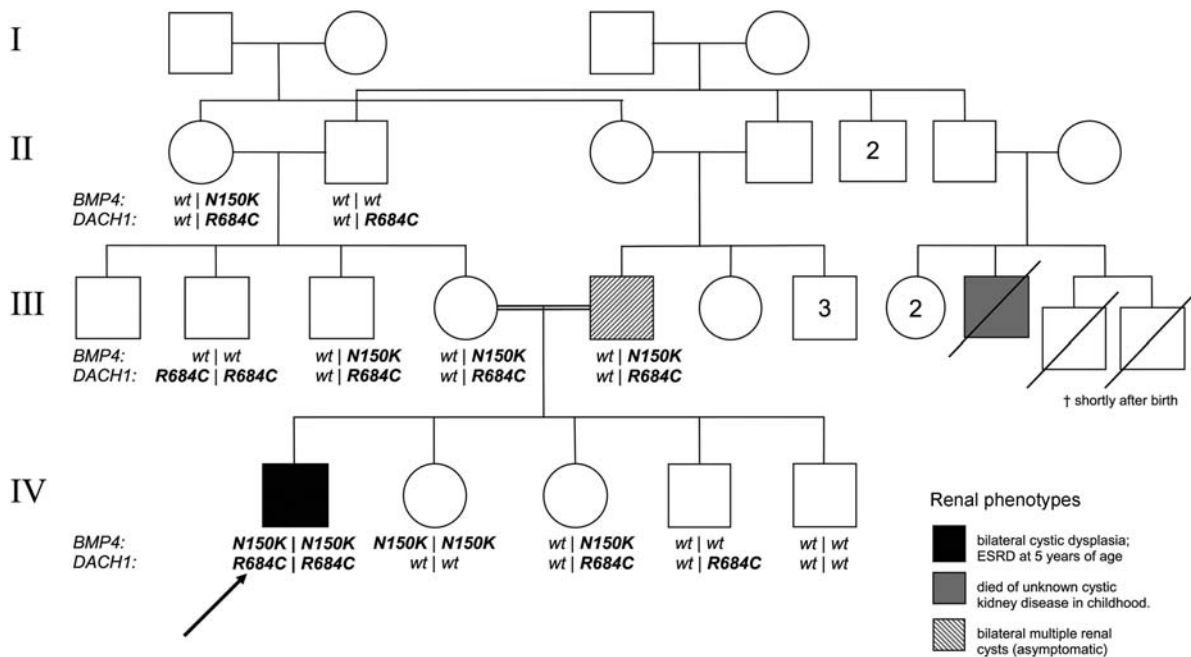 I
II
2
BMP4: wt | N150K wt | wt
DACH1: wt | R684C wt | R684C
III
3
2
BMP4: wt | wt wt | N150K wt | N150K wt | N150K
DACH1: R684C | R684C wt | R684C wt | R684C wt | R684C
† shortly after birth
IV
BMP4: N150K | N150K N150K | N150K wt | N150K wt | wt wt | wt
DACH1: R684C | R684C wt | wt wt | R684C wt | R684C wt | wt
Renal phenotypes
bilateral cystic dysplasia;
ESRD at 5 years of age
died of unknown cystic
kidney disease in childhood.
bilateral multiple renal
cysts (asymptomatic)